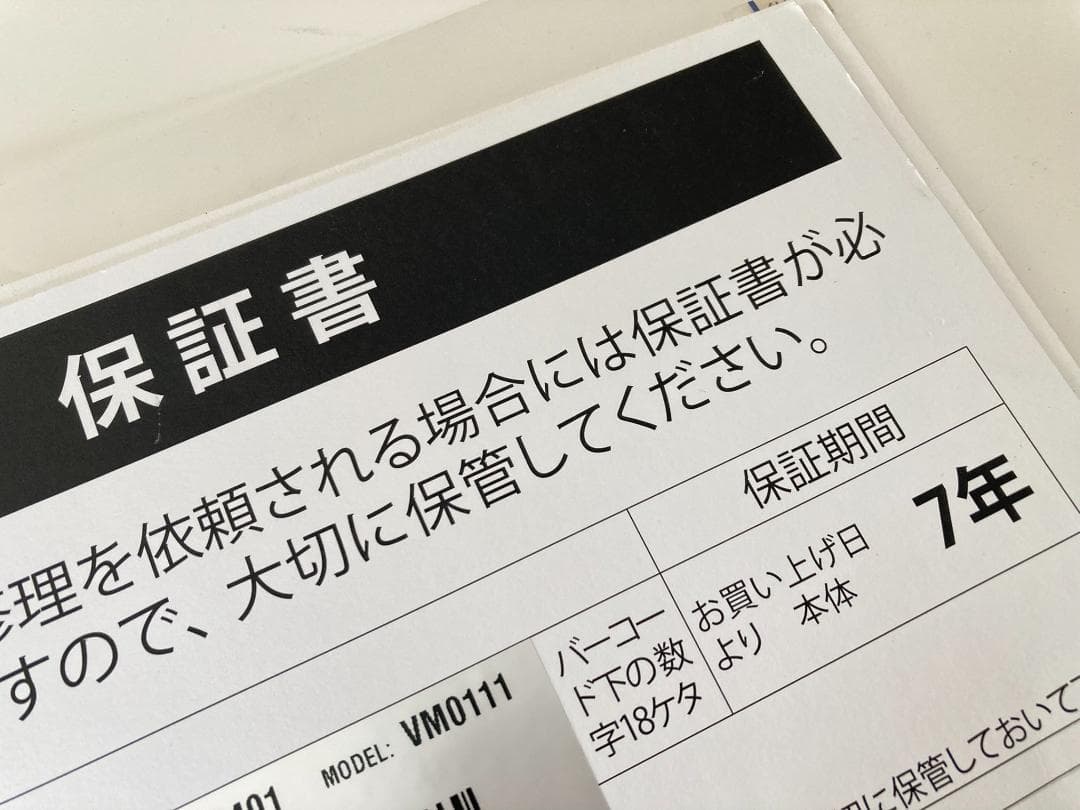 保証書
修理を依頼される場合には保証書が必
すので、大切に保管してください。
保証期間
バーコー
ド下の数
字18ケタ
お買い上げ日
より 本体
7年
MODEL: VM0111
401
切に保管しておいて下